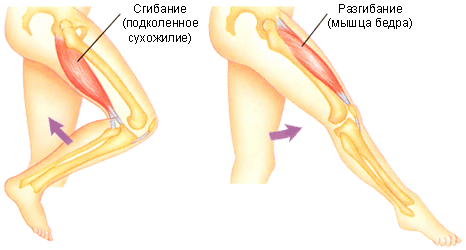 Сгибание
(подколенное
сухожилие)
Разгибание
(мышца бедра)